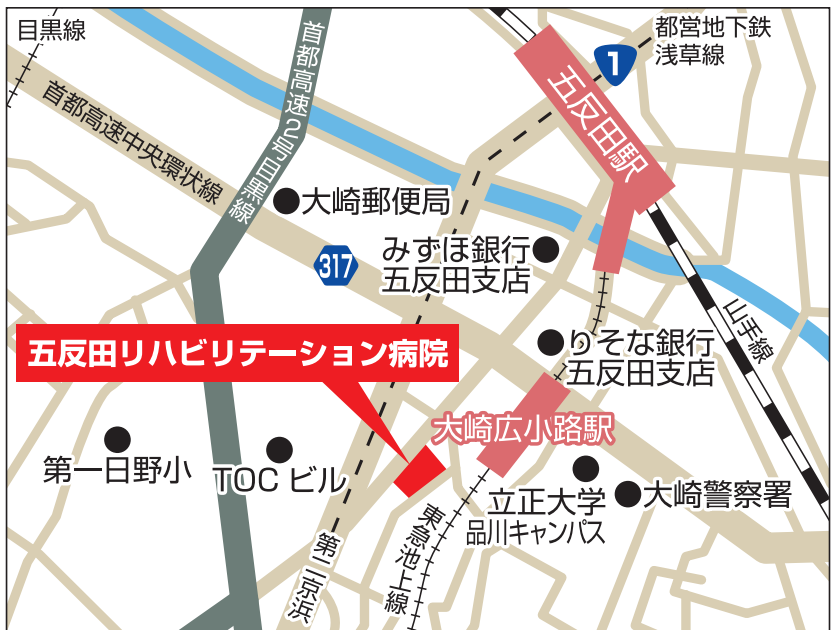 目黒線
首都高速2号目黒線
都営地下鉄
浅草線
1
五反田駅
首都高速中央環状線
大崎郵便局
みずほ銀行
五反田支店
317
山手線
りそな銀行
五反田支店
五反田リハビリテーション病院
大崎広小路駅
第一日野小
TOC ビル
立正大学
品川キャンパス
大崎警察署
東急池上線
第二京浜